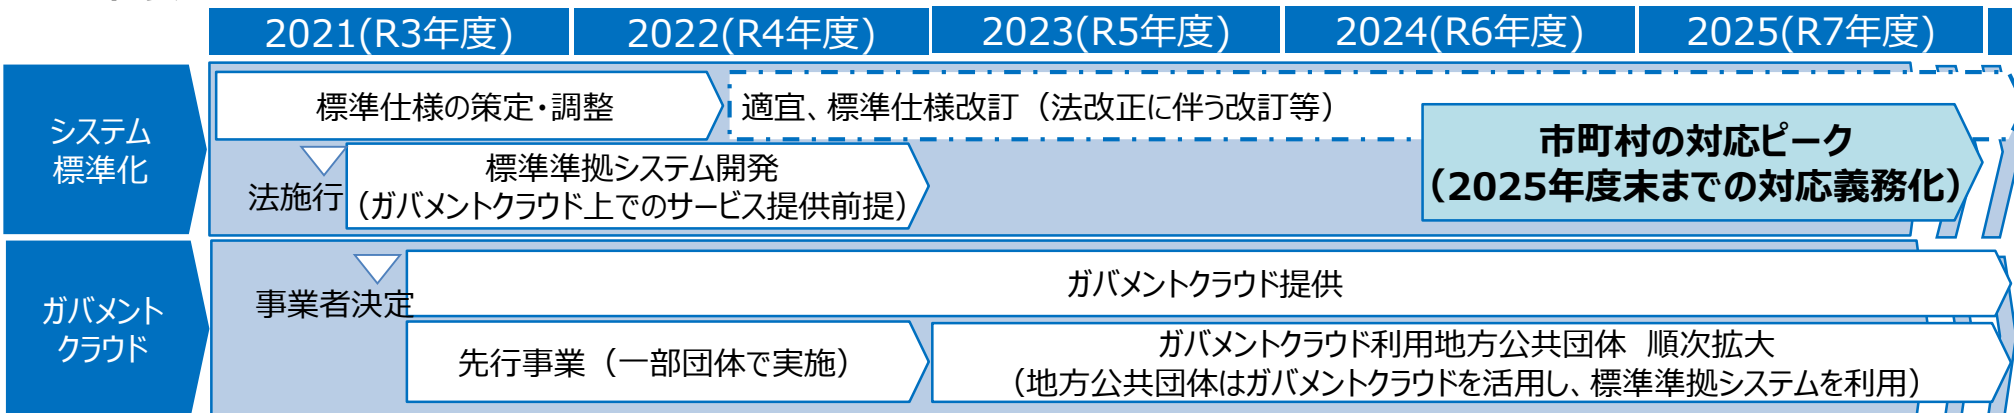 2021(R3年度)
2022(R4年度)
2023(R5年度)
2024(R6年度)
2025(R7年度)
システム
標準化
標準仕様の策定・調整
適宜、標準仕様改訂（法改正に伴う改訂等）
市町村の対応ピーク
（2025年度末までの対応義務化）
法施行
標準準拠システム開発
（ガバメントクラウド上でのサービス提供前提）
ガバメント
クラウド
事業者決定
ガバメントクラウド提供
先行事業（一部団体で実施）
ガバメントクラウド利用地方公共団体　順次拡大
（地方公共団体はガバメントクラウドを活用し、標準準拠システムを利用）